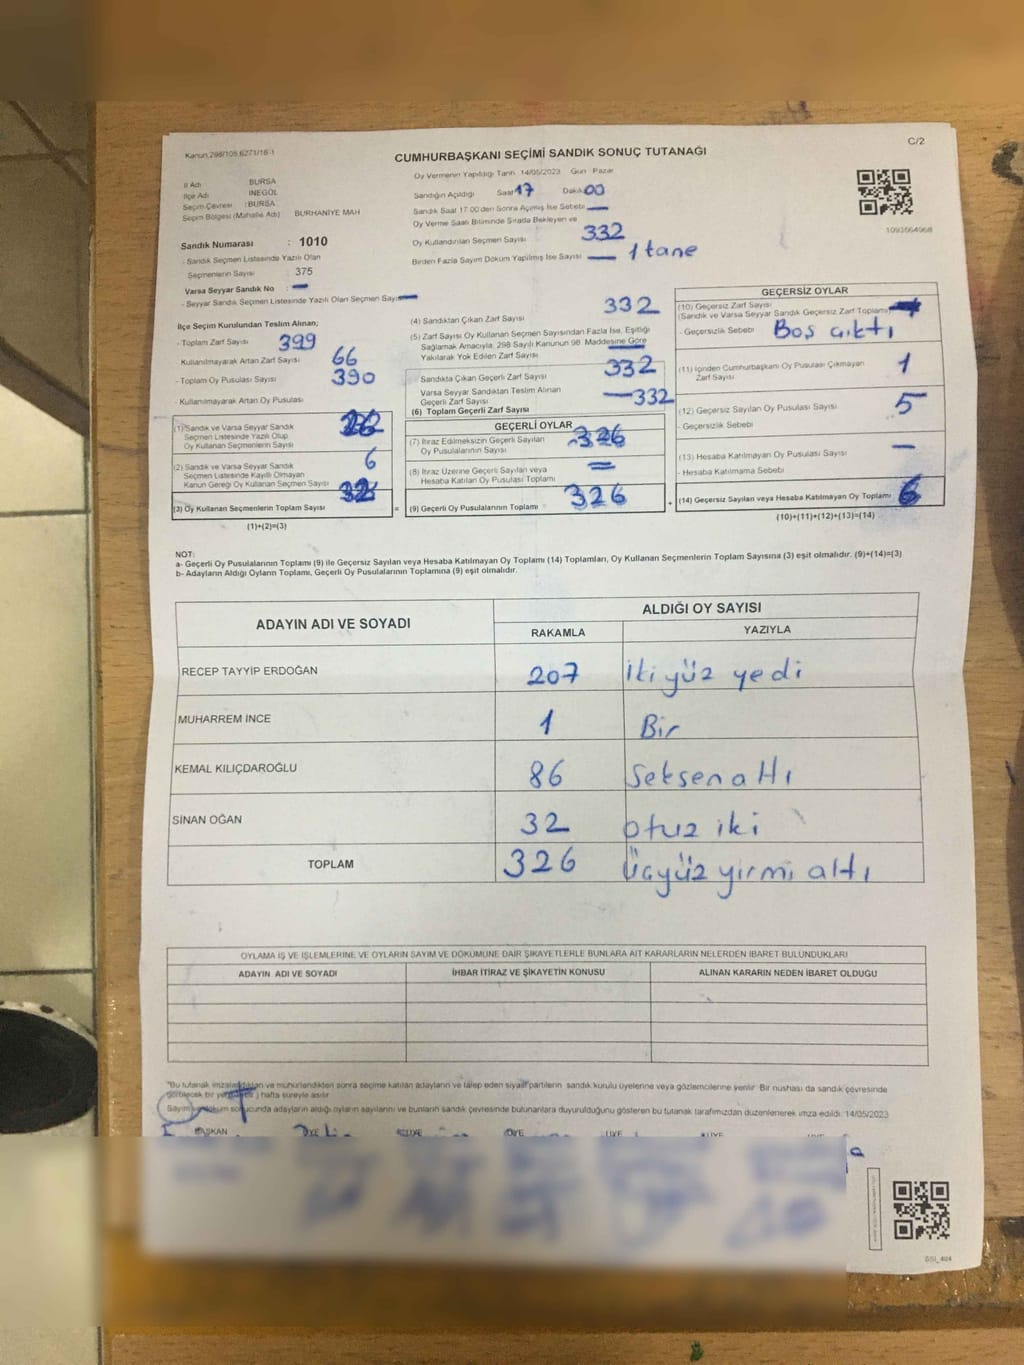 Kanun 298/105,6271/16-1
C/2
CUMHURBAŞKANI SEÇİMİ SANDIK SONUÇ TUTANAĞI
İl Adı BURSA
İlçe Adı INEGÖL
Seçim Çevresi : BURSA
Seçim Bölgesi (Mahalle Adı) BURHANİYE MAH
Sandık Numarası : 1010
- Sandık Seçmen Listesinde Yazılı Olan
Seçmenlerin Sayısı 375
Varsa Seyyar Sandık No : —
- Seyyar Sandık Seçmen Listesinde Yazılı Olan Seçmen Sayısı
Oy Vermenin Yapıldığı Tarih 14/05/2023 Gün Pazar
Sandığın Açıldığı Saat 17 Dakika 00
Sandık Saat 17.00'den Sonra Açılmış İse Sebebi —
Oy Verme Saati Bitiminde Sırada Bekleyen ve
Oy Kullandırılan Seçmen Sayısı 332
Birden Fazla Sayım Döküm Yapılmış İse Sayısı — 1 tane
1093664968
İlçe Seçim Kurulundan Teslim Alınan;
- Toplam Zarf Sayısı 399
Kullanılmayarak Artan Zarf Sayısı 66
- Toplam Oy Pusulası Sayısı 390
- Kullanılmayarak Artan Oy Pusulası
(1) Sandık ve Varsa Seyyar Sandık
Seçmen Listesinde Yazılı Olup
Oy Kullanan Seçmenlerin Sayısı
(2) Sandık ve Varsa Seyyar Sandık
Seçmen Listesinde Kayıtlı Olmayan
Kanun Gereği Oy Kullanan Seçmen Sayısı 6
(3) Oy Kullanan Seçmenlerin Toplam Sayısı
(1)+(2)=(3)
(4) Sandıktan Çıkan Zarf Sayısı 332
(5) Zarf Sayısı Oy Kullanan Seçmen Sayısından Fazla İse, Eşitliği
Sağlamak Amacıyla, 298 Sayılı Kanunun 98. Maddesine Göre
Yakılarak Yok Edilen Zarf Sayısı
Sandıkta Çıkan Geçerli Zarf Sayısı 332
Varsa Seyyar Sandıktan Teslim Alınan
Geçerli Zarf Sayısı —
(6) Toplam Geçerli Zarf Sayısı 332
GEÇERLİ OYLAR
(7) İtiraz Edilmeksizin Geçerli Sayılan
Oy Pusulalarının Sayısı 326
(8) İtiraz Üzerine Geçerli Sayılan veya
Hesaba Katılan Oy Pusulası Toplamı
= (9) Geçerli Oy Pusulalarının Toplamı 326 +
GEÇERSİZ OYLAR
(10) Geçersiz Zarf Sayısı
(Sandık ve Varsa Seyyar Sandık Geçersiz Zarf Toplamı)
- Geçersizlik Sebebi Boş çıktı
(11) İçinden Cumhurbaşkanı Oy Pusulası Çıkmayan
Zarf Sayısı 1
(12) Geçersiz Sayılan Oy Pusulası Sayısı 5
- Geçersizlik Sebebi
(13) Hesaba Katılmayan Oy Pusulası Sayısı —
- Hesaba Katılmama Sebebi
(14) Geçersiz Sayılan veya Hesaba Katılmayan Oy Toplamı 6
(10)+(11)+(12)+(13)=(14)
NOT:
a- Geçerli Oy Pusulalarının Toplamı (9) ile Geçersiz Sayılan veya Hesaba Katılmayan Oy Toplamı (14) Toplamları, Oy Kullanan Seçmenlerin Toplam Sayısına (3) eşit olmalıdır. (9)+(14)=(3)
b- Adayların Aldığı Oyların Toplamı, Geçerli Oy Pusulalarının Toplamına (9) eşit olmalıdır.
ADAYIN ADI VE SOYADI ALDIĞI OY SAYISI
RAKAMLA YAZIYLA
RECEP TAYYİP ERDOĞAN 207 iki yüz yedi
MUHARREM İNCE 1 Bir
KEMAL KILIÇDAROĞLU 86 Seksen altı
SİNAN OĞAN 32 otuz iki
TOPLAM 326 üçyüz yirmi altı
OYLAMA İŞ VE İŞLEMLERİNE VE OYLARIN SAYIM VE DÖKÜMÜNE DAİR ŞİKAYETLERLE BUNLARA AİT KARARLARIN NELERDEN İBARET BULUNDUKLARI
ADAYIN ADI VE SOYADI İHBAR İTİRAZ VE ŞİKAYETİN KONUSU ALINAN KARARIN NEDEN İBARET OLDUĞU
*Bu tutanak imzalandıktan ve mühürlendikten sonra seçime katılan adayların ve talep eden siyasi partilerin sandık kurulu üyelerine veya gözlemcilerine verilir. Bir nüshası da sandık çevresinde
görülecek bir yere (bir) hafta süreyle asılır
Sayım ve döküm sonucunda adayların aldığı oyların sayılarını ve bunların sandık çevresinde bulunanlara duyurulduğunu gösteren bu tutanak tarafımızdan düzenlenerek imza edildi. 14/05/2023
BAŞKAN ÜYE ÜYE ÜYE ÜYE ÜYE ÜYE